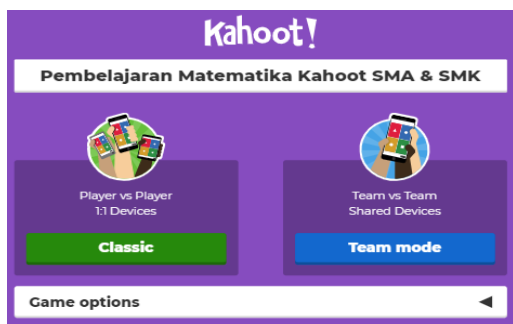 Kahoot!
Pembelajaran Matematika Kahoot SMA & SMK
Player vs Player
1:1 Devices
Classic
Team vs Team
Shared Devices
Team mode
Game options